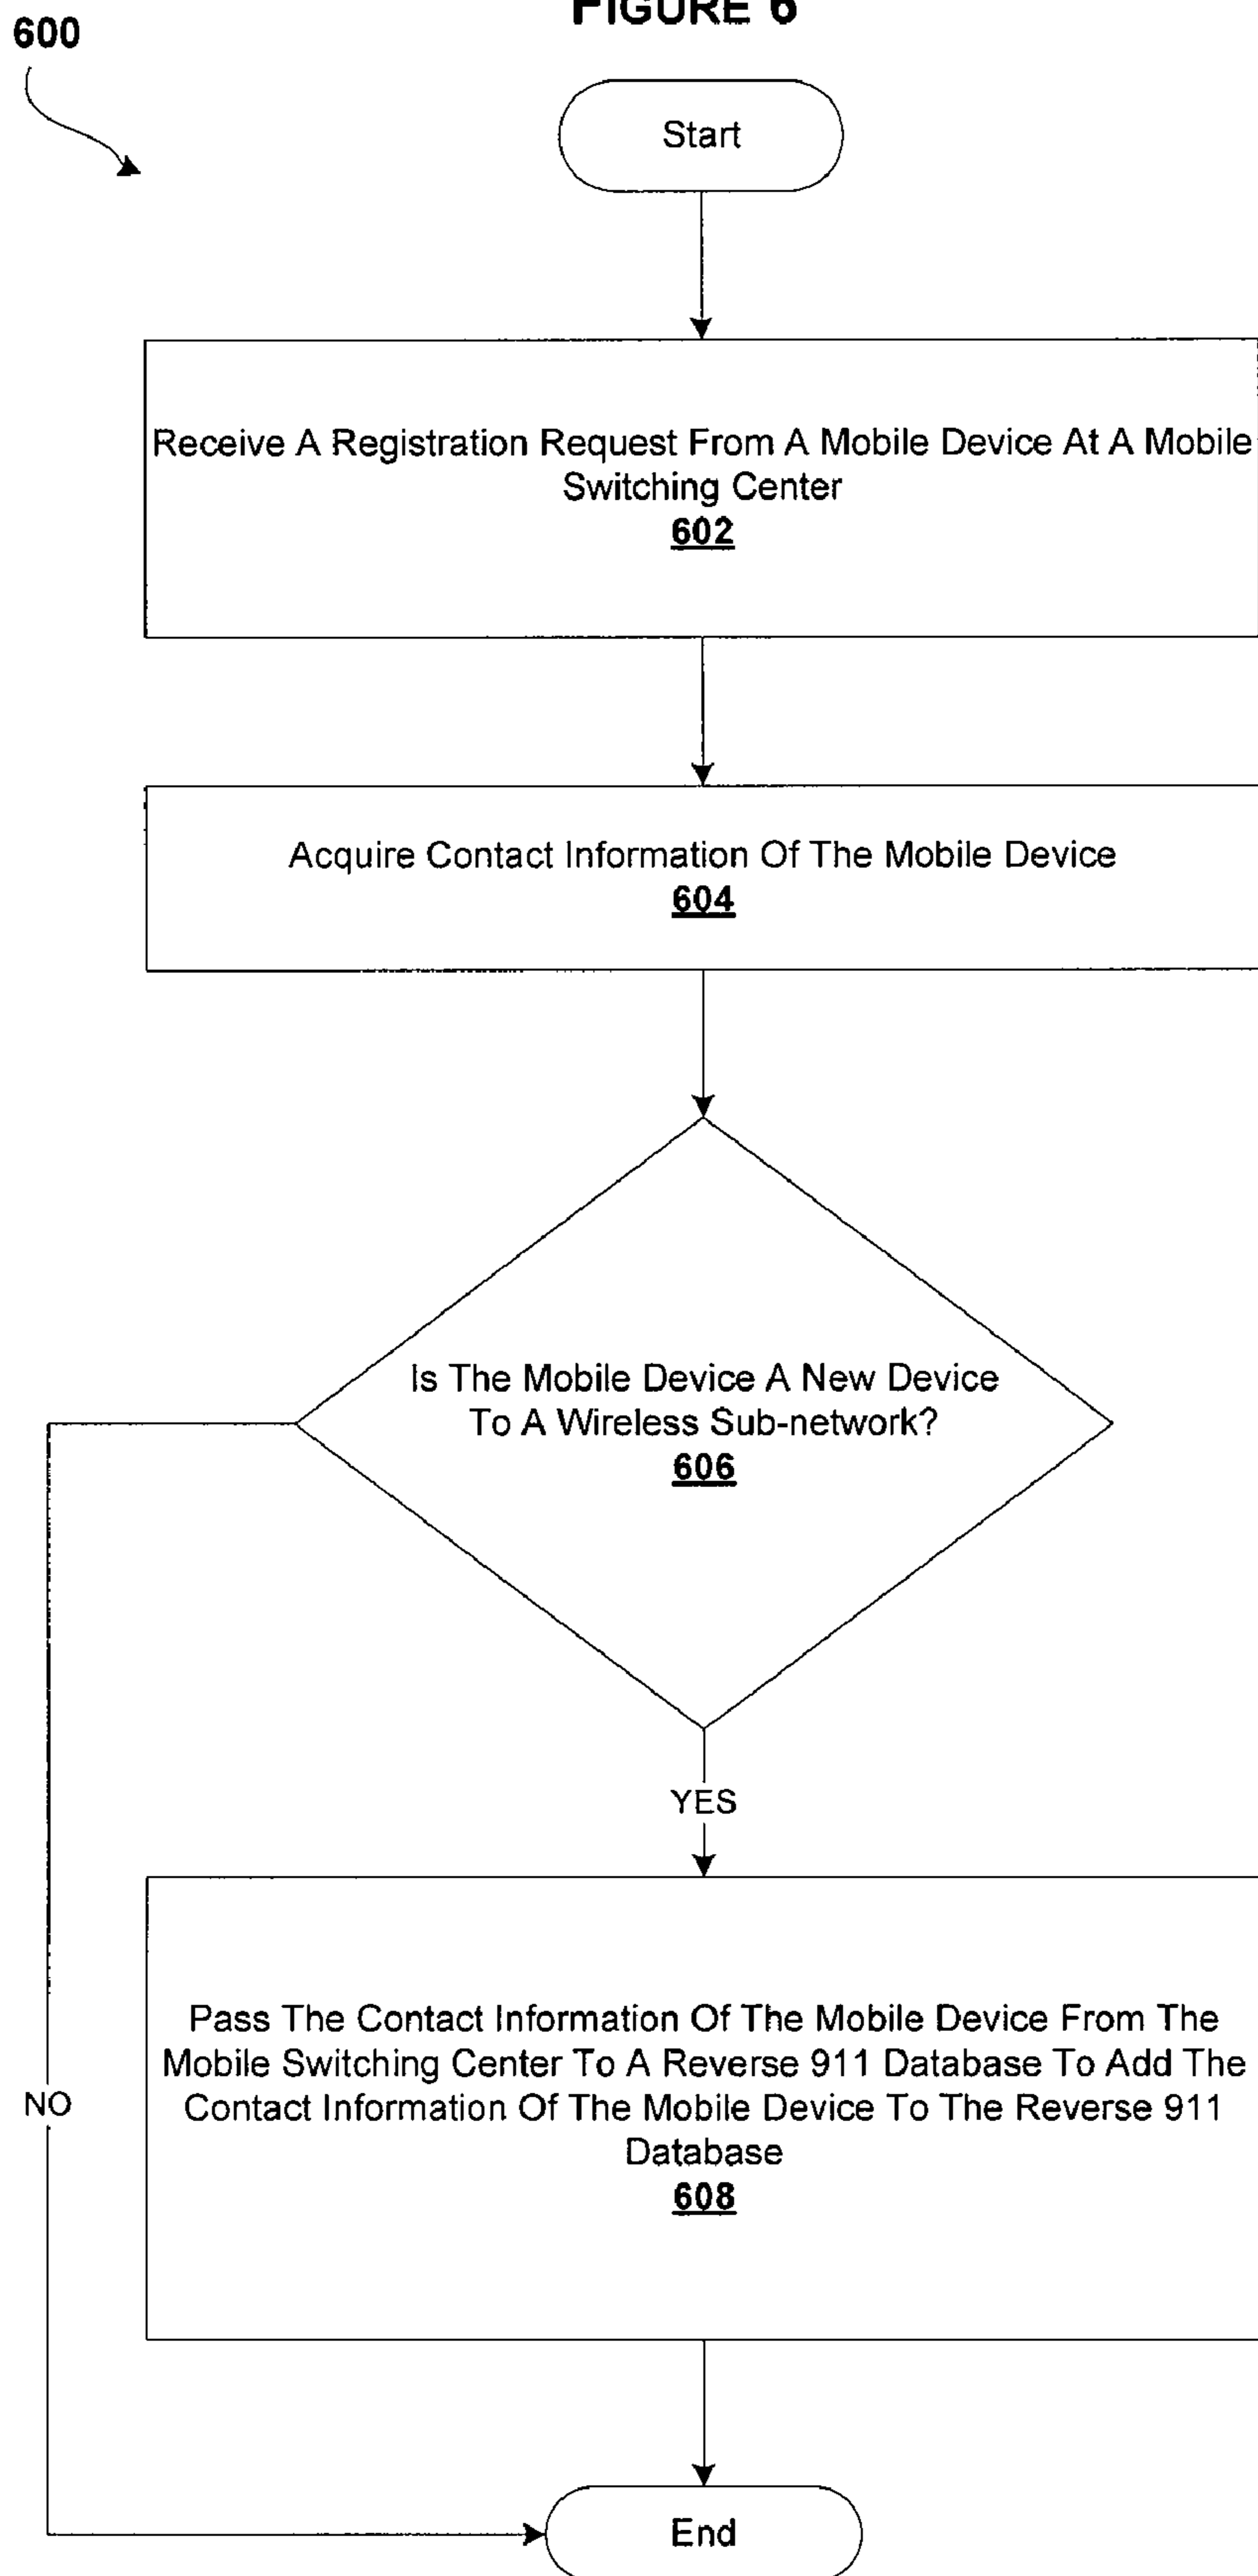 FIGURE 6
600
Start
Receive A Registration Request From A Mobile Device At A Mobile
Switching Center
602
Acquire Contact Information Of The Mobile Device
604
Is The Mobile Device A New Device
To A Wireless Sub-network?
606
YES
Pass The Contact Information Of The Mobile Device From The
Mobile Switching Center To A Reverse 911 Database To Add The
Contact Information Of The Mobile Device To The Reverse 911
Database
608
NO
End